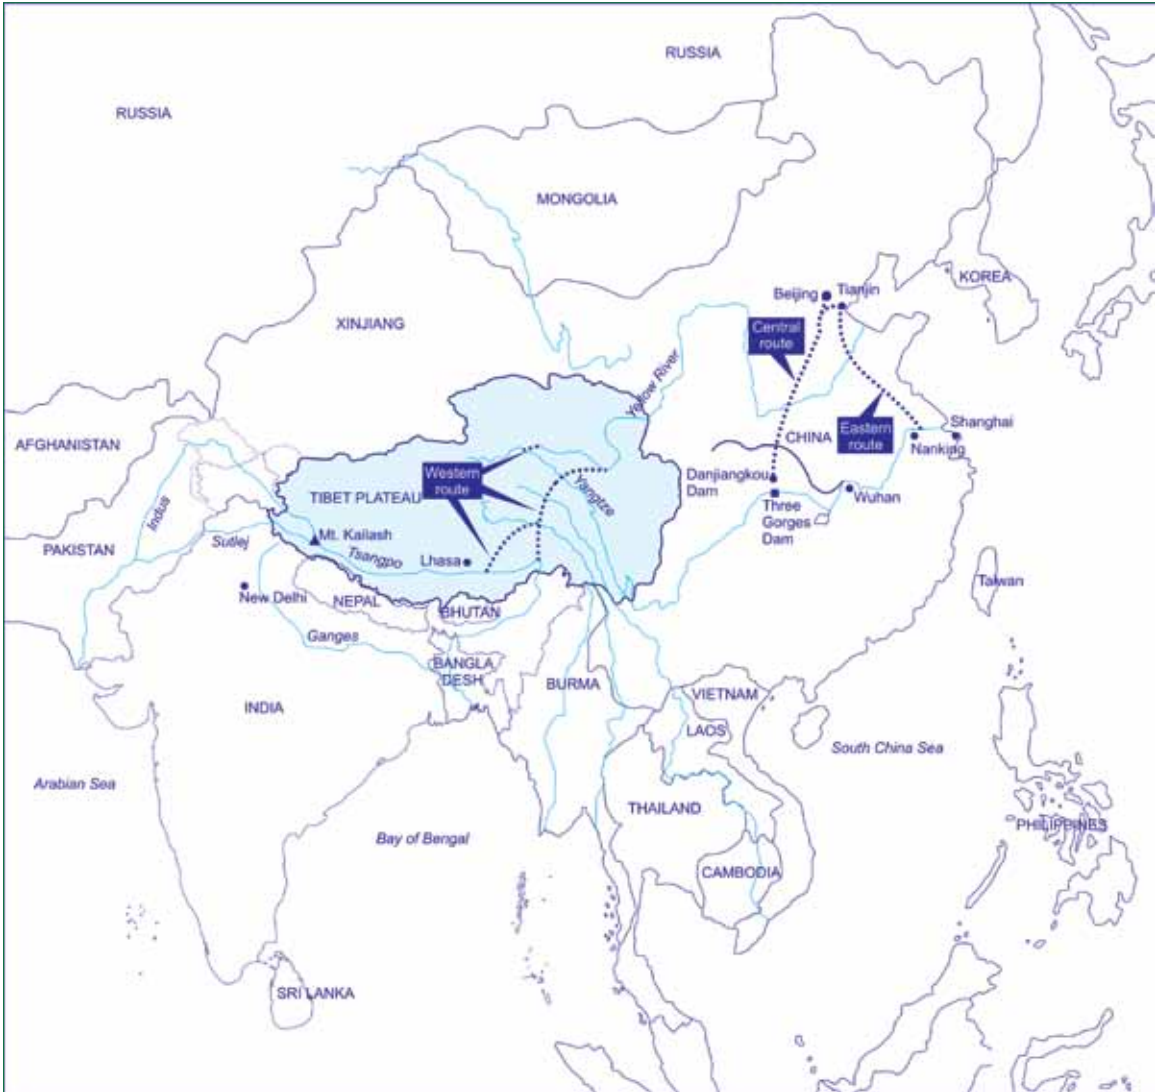 RUSSIA
RUSSIA
MONGOLIA
KOREA
Beijing
Tianjin
XINJIANG
Central
route
Yellow River
Shanghai
AFGHANISTAN
Eastern
route
CHINA
Nanking
Western
route
TIBET PLATEAU
Yangtze
Danjiangkou
Dam
Wuhan
Three
Gorges
Dam
Indus
Sutlej
Mt. Kailash
Tsangpo
Lhasa
PAKISTAN
New Delhi
NEPAL
BHUTAN
Taiwan
Ganges
BANGLA
DESH
BURMA
VIETNAM
LAOS
INDIA
South China Sea
Arabian Sea
THAILAND
PHILIPPINES
Bay of Bengal
CAMBODIA
SRI LANKA